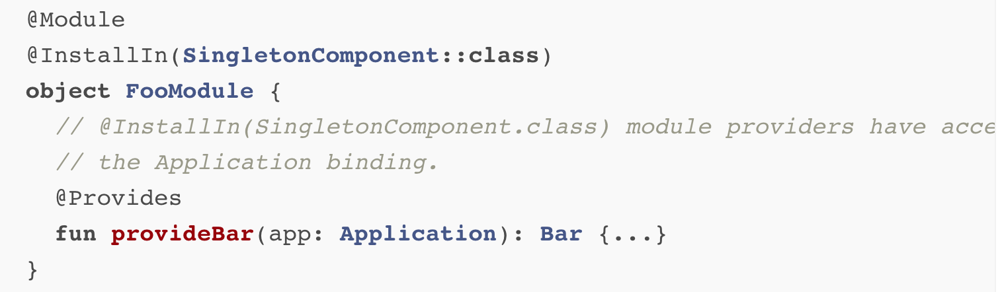 @Module
@InstallIn(SingletonComponent::class)
object FooModule {
  // @InstallIn(SingletonComponent.class) module providers have acce
  // the Application binding.
  @Provides
  fun provideBar(app: Application): Bar {...}
}